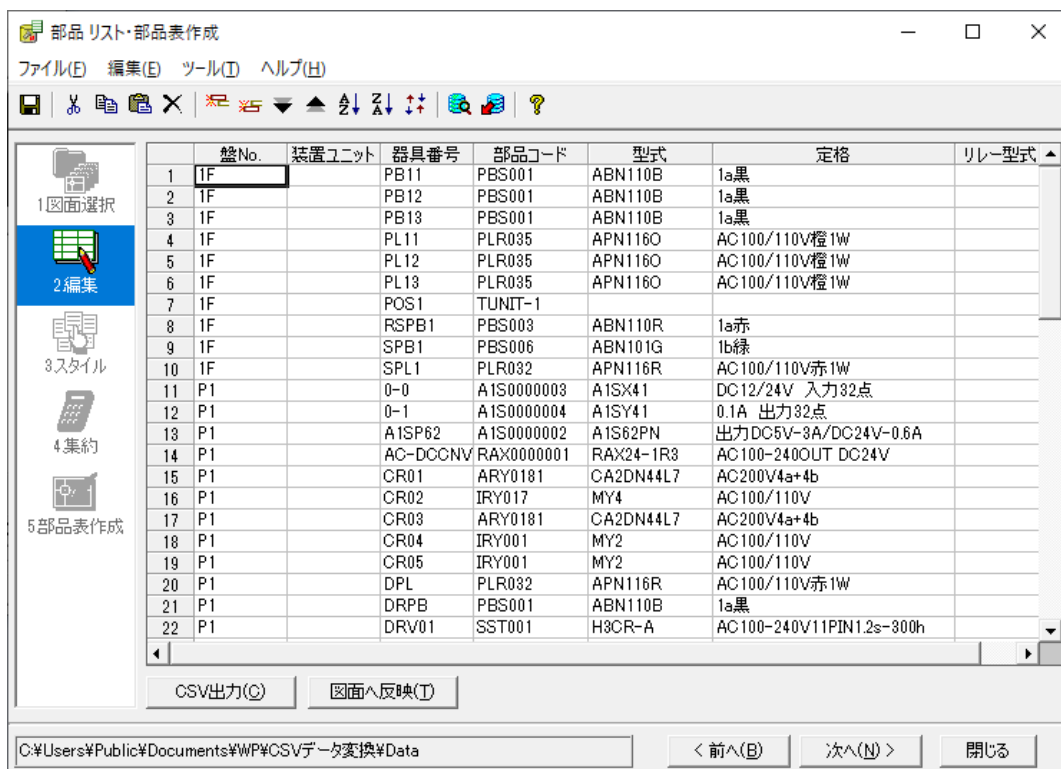 部品 リスト・部品表作成
ファイル(F) 編集(E) ツール(T) ヘルプ(H)
1.図面選択
2.編集
3.スタイル
4.集約
5.部品表作成
盤No. 装置ユニット 器具番号 部品コード 型式 定格 リレー型式
1 1F PB11 PBS001 ABN110B 1a黒
2 1F PB12 PBS001 ABN110B 1a黒
3 1F PB13 PBS001 ABN110B 1a黒
4 1F PL11 PLR035 APN116O AC100/110V橙1W
5 1F PL12 PLR035 APN116O AC100/110V橙1W
6 1F PL13 PLR035 APN116O AC100/110V橙1W
7 1F POS1 TUNIT-1
8 1F RSPB1 PBS003 ABN110R 1a赤
9 1F SPB1 PBS006 ABN101G 1b緑
10 1F SPL1 PLR032 APN116R AC100/110V赤1W
11 P1 0-0 A1S0000003 A1SX41 DC12/24V 入力32点
12 P1 0-1 A1S0000004 A1SY41 0.1A 出力32点
13 P1 A1SP62 A1S0000002 A1S62PN 出力DC5V-3A/DC24V-0.6A
14 P1 AC-DCCNV RAX0000001 RAX24-1R3 AC100-240OUT DC24V
15 P1 CR01 ARY0181 CA2DN44L7 AC200V4a+4b
16 P1 CR02 IRY017 MY4 AC100/110V
17 P1 CR03 ARY0181 CA2DN44L7 AC200V4a+4b
18 P1 CR04 IRY001 MY2 AC100/110V
19 P1 CR05 IRY001 MY2 AC100/110V
20 P1 DPL PLR032 APN116R AC100/110V赤1W
21 P1 DRPB PBS001 ABN110B 1a黒
22 P1 DRV01 SST001 H3CR-A AC100-240V11PIN1.2s-300h
CSV出力(C) 図面へ反映(T)
C:¥Users¥Public¥Documents¥WP¥CSVデータ変換¥Data
< 前へ(B) 次へ(N) > 閉じる